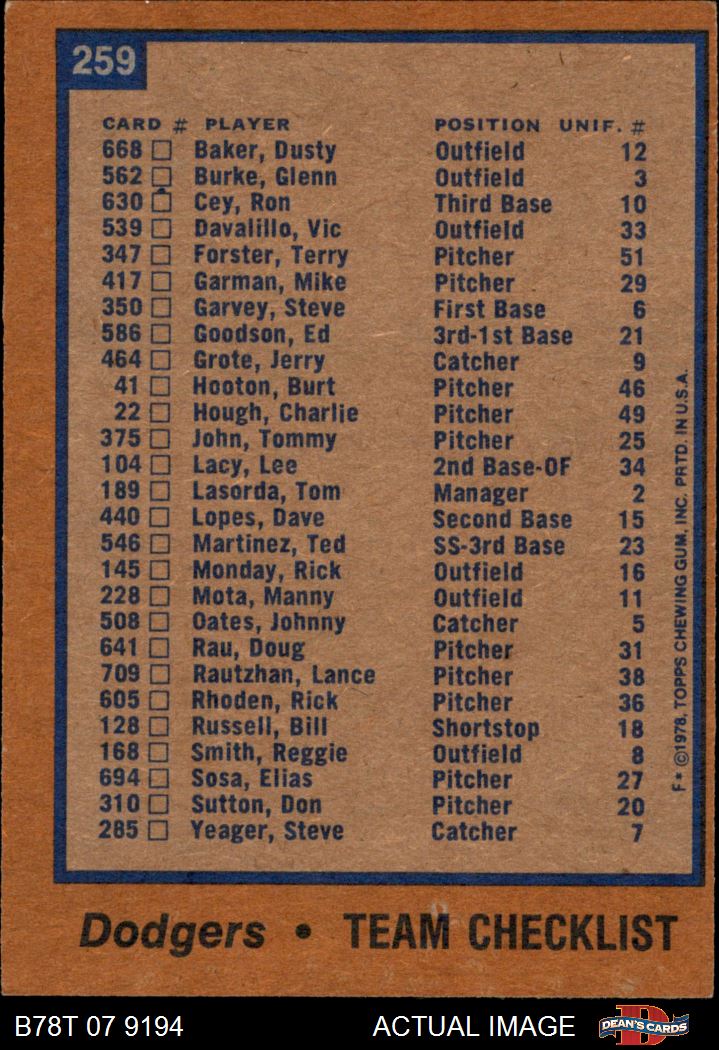 259
CARD # PLAYER POSITION UNIF. #
668 Baker, Dusty Outfield 12
562 Burke, Glenn Outfield 3
630 Cey, Ron Third Base 10
539 Davalillo, Vic Outfield 33
347 Forster, Terry Pitcher 51
417 Garman, Mike Pitcher 29
350 Garvey, Steve First Base 6
586 Goodson, Ed 3rd-1st Base 21
464 Grote, Jerry Catcher 9
41 Hooton, Burt Pitcher 46
22 Hough, Charlie Pitcher 49
375 John, Tommy Pitcher 25
104 Lacy, Lee 2nd Base-OF 34
189 Lasorda, Tom Manager 2
440 Lopes, Dave Second Base 15
546 Martinez, Ted SS-3rd Base 23
145 Monday, Rick Outfield 16
228 Mota, Manny Outfield 11
508 Oates, Johnny Catcher 5
641 Rau, Doug Pitcher 31
709 Rautzhan, Lance Pitcher 38
605 Rhoden, Rick Pitcher 36
128 Russell, Bill Shortstop 18
168 Smith, Reggie Outfield 8
694 Sosa, Elias Pitcher 27
310 Sutton, Don Pitcher 20
285 Yeager, Steve Catcher 7
F* ©1978, TOPPS CHEWING GUM, INC. PRTD. IN U.S.A.
Dodgers • TEAM CHECKLIST
B78T 07 9194 ACTUAL IMAGE DEAN'S CARDS